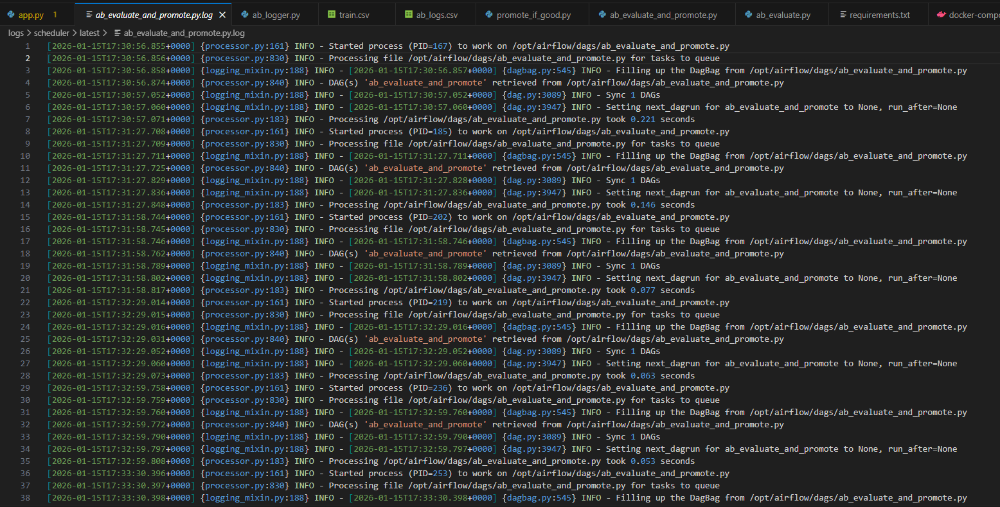 app.py 1 ab_evaluate_and_promote.py.log ab_logger.py train.csv ab_logs.csv promote_if_good.py ab_evaluate_and_promote.py ab_evaluate.py requirements.txt docker-compo
logs > scheduler > latest > ab_evaluate_and_promote.py.log
1 [2026-01-15T17:30:56.855+0000] {processor.py:161} INFO - Started process (PID=167) to work on /opt/airflow/dags/ab_evaluate_and_promote.py
2 [2026-01-15T17:30:56.856+0000] {processor.py:830} INFO - Processing file /opt/airflow/dags/ab_evaluate_and_promote.py for tasks to queue
3 [2026-01-15T17:30:56.858+0000] {logging_mixin.py:188} INFO - [2026-01-15T17:30:56.857+0000] {dagbag.py:545} INFO - Filling up the DagBag from /opt/airflow/dags/ab_evaluate_and_promote.py
4 [2026-01-15T17:30:56.874+0000] {processor.py:840} INFO - DAG(s) 'ab_evaluate_and_promote' retrieved from /opt/airflow/dags/ab_evaluate_and_promote.py
5 [2026-01-15T17:30:57.052+0000] {logging_mixin.py:188} INFO - [2026-01-15T17:30:57.052+0000] {dag.py:3089} INFO - Sync 1 DAGs
6 [2026-01-15T17:30:57.060+0000] {logging_mixin.py:188} INFO - [2026-01-15T17:30:57.060+0000] {dag.py:3947} INFO - Setting next_dagrun for ab_evaluate_and_promote to None, run_after=None
7 [2026-01-15T17:30:57.071+0000] {processor.py:183} INFO - Processing /opt/airflow/dags/ab_evaluate_and_promote.py took 0.221 seconds
8 [2026-01-15T17:31:27.708+0000] {processor.py:161} INFO - Started process (PID=185) to work on /opt/airflow/dags/ab_evaluate_and_promote.py
9 [2026-01-15T17:31:27.709+0000] {processor.py:830} INFO - Processing file /opt/airflow/dags/ab_evaluate_and_promote.py for tasks to queue
10 [2026-01-15T17:31:27.711+0000] {logging_mixin.py:188} INFO - [2026-01-15T17:31:27.711+0000] {dagbag.py:545} INFO - Filling up the DagBag from /opt/airflow/dags/ab_evaluate_and_promote.py
11 [2026-01-15T17:31:27.725+0000] {processor.py:840} INFO - DAG(s) 'ab_evaluate_and_promote' retrieved from /opt/airflow/dags/ab_evaluate_and_promote.py
12 [2026-01-15T17:31:27.829+0000] {logging_mixin.py:188} INFO - [2026-01-15T17:31:27.828+0000] {dag.py:3089} INFO - Sync 1 DAGs
13 [2026-01-15T17:31:27.836+0000] {logging_mixin.py:188} INFO - [2026-01-15T17:31:27.836+0000] {dag.py:3947} INFO - Setting next_dagrun for ab_evaluate_and_promote to None, run_after=None
14 [2026-01-15T17:31:27.848+0000] {processor.py:183} INFO - Processing /opt/airflow/dags/ab_evaluate_and_promote.py took 0.146 seconds
15 [2026-01-15T17:31:58.744+0000] {processor.py:161} INFO - Started process (PID=202) to work on /opt/airflow/dags/ab_evaluate_and_promote.py
16 [2026-01-15T17:31:58.745+0000] {processor.py:830} INFO - Processing file /opt/airflow/dags/ab_evaluate_and_promote.py for tasks to queue
17 [2026-01-15T17:31:58.746+0000] {logging_mixin.py:188} INFO - [2026-01-15T17:31:58.746+0000] {dagbag.py:545} INFO - Filling up the DagBag from /opt/airflow/dags/ab_evaluate_and_promote.py
18 [2026-01-15T17:31:58.762+0000] {processor.py:840} INFO - DAG(s) 'ab_evaluate_and_promote' retrieved from /opt/airflow/dags/ab_evaluate_and_promote.py
19 [2026-01-15T17:31:58.789+0000] {logging_mixin.py:188} INFO - [2026-01-15T17:31:58.789+0000] {dag.py:3089} INFO - Sync 1 DAGs
20 [2026-01-15T17:31:58.802+0000] {logging_mixin.py:188} INFO - [2026-01-15T17:31:58.802+0000] {dag.py:3947} INFO - Setting next_dagrun for ab_evaluate_and_promote to None, run_after=None
21 [2026-01-15T17:31:58.817+0000] {processor.py:183} INFO - Processing /opt/airflow/dags/ab_evaluate_and_promote.py took 0.077 seconds
22 [2026-01-15T17:32:29.014+0000] {processor.py:161} INFO - Started process (PID=219) to work on /opt/airflow/dags/ab_evaluate_and_promote.py
23 [2026-01-15T17:32:29.015+0000] {processor.py:830} INFO - Processing file /opt/airflow/dags/ab_evaluate_and_promote.py for tasks to queue
24 [2026-01-15T17:32:29.016+0000] {logging_mixin.py:188} INFO - [2026-01-15T17:32:29.016+0000] {dagbag.py:545} INFO - Filling up the DagBag from /opt/airflow/dags/ab_evaluate_and_promote.py
25 [2026-01-15T17:32:29.031+0000] {processor.py:840} INFO - DAG(s) 'ab_evaluate_and_promote' retrieved from /opt/airflow/dags/ab_evaluate_and_promote.py
26 [2026-01-15T17:32:29.052+0000] {logging_mixin.py:188} INFO - [2026-01-15T17:32:29.052+0000] {dag.py:3089} INFO - Sync 1 DAGs
27 [2026-01-15T17:32:29.060+0000] {logging_mixin.py:188} INFO - [2026-01-15T17:32:29.060+0000] {dag.py:3947} INFO - Setting next_dagrun for ab_evaluate_and_promote to None, run_after=None
28 [2026-01-15T17:32:29.073+0000] {processor.py:183} INFO - Processing /opt/airflow/dags/ab_evaluate_and_promote.py took 0.063 seconds
29 [2026-01-15T17:32:59.758+0000] {processor.py:161} INFO - Started process (PID=236) to work on /opt/airflow/dags/ab_evaluate_and_promote.py
30 [2026-01-15T17:32:59.759+0000] {processor.py:830} INFO - Processing file /opt/airflow/dags/ab_evaluate_and_promote.py for tasks to queue
31 [2026-01-15T17:32:59.760+0000] {logging_mixin.py:188} INFO - [2026-01-15T17:32:59.760+0000] {dagbag.py:545} INFO - Filling up the DagBag from /opt/airflow/dags/ab_evaluate_and_promote.py
32 [2026-01-15T17:32:59.772+0000] {processor.py:840} INFO - DAG(s) 'ab_evaluate_and_promote' retrieved from /opt/airflow/dags/ab_evaluate_and_promote.py
33 [2026-01-15T17:32:59.790+0000] {logging_mixin.py:188} INFO - [2026-01-15T17:32:59.790+0000] {dag.py:3089} INFO - Sync 1 DAGs
34 [2026-01-15T17:32:59.797+0000] {logging_mixin.py:188} INFO - [2026-01-15T17:32:59.797+0000] {dag.py:3947} INFO - Setting next_dagrun for ab_evaluate_and_promote to None, run_after=None
35 [2026-01-15T17:32:59.808+0000] {processor.py:183} INFO - Processing /opt/airflow/dags/ab_evaluate_and_promote.py took 0.053 seconds
36 [2026-01-15T17:33:30.396+0000] {processor.py:161} INFO - Started process (PID=253) to work on /opt/airflow/dags/ab_evaluate_and_promote.py
37 [2026-01-15T17:33:30.397+0000] {processor.py:830} INFO - Processing file /opt/airflow/dags/ab_evaluate_and_promote.py for tasks to queue
38 [2026-01-15T17:33:30.398+0000] {logging_mixin.py:188} INFO - [2026-01-15T17:33:30.398+0000] {dagbag.py:545} INFO - Filling up the DagBag from /opt/airflow/dags/ab_evaluate_and_promote.py